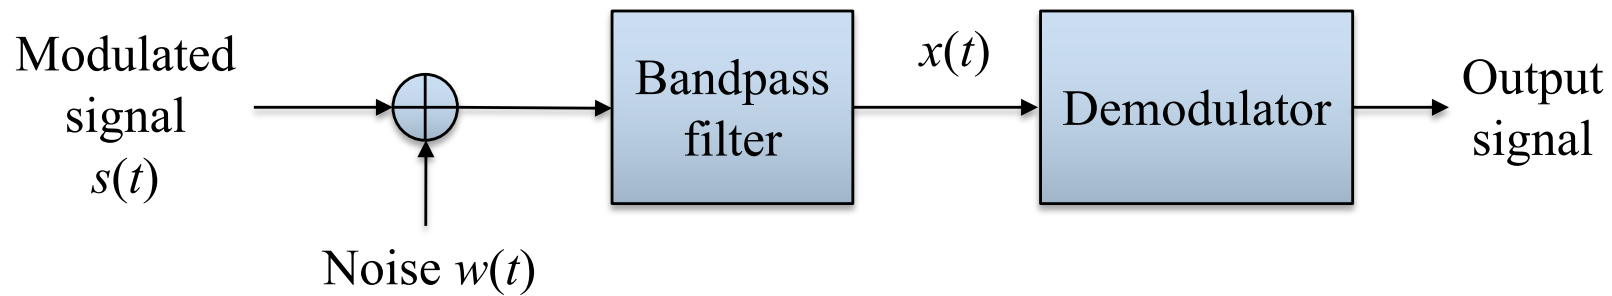 Modulated
signal
s(t)
Noise w(t)
Bandpass
filter
x(t)
Demodulator
Output
signal